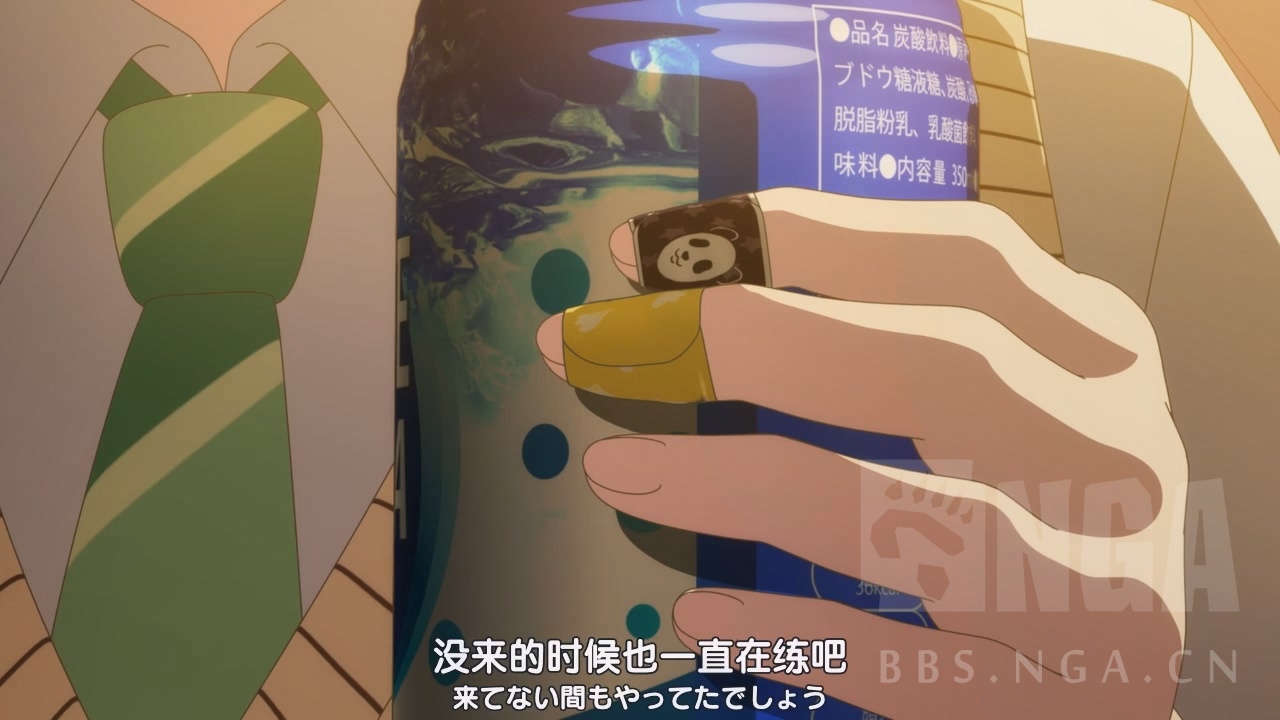 ●品名 炭酸飲料●原
ブドウ糖液糖、炭酸、
脱脂粉乳、乳酸菌飲
味料●内容量 350
NGA
BBS.NGA.CN
没来的时候也一直在练吧
来てない間もやってたでしょう